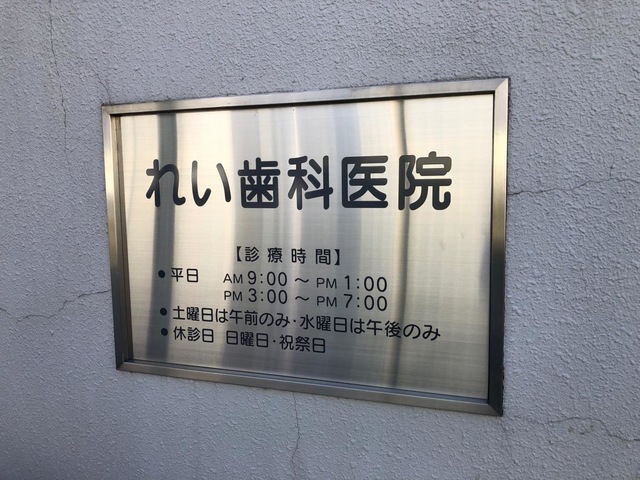 れい歯科医院
【診療時間】
●平日 AM 9:00 ～ PM 1:00
PM 3:00 ～ PM 7:00
●土曜日は午前のみ・水曜日は午後のみ
●休診日 日曜日・祝祭日